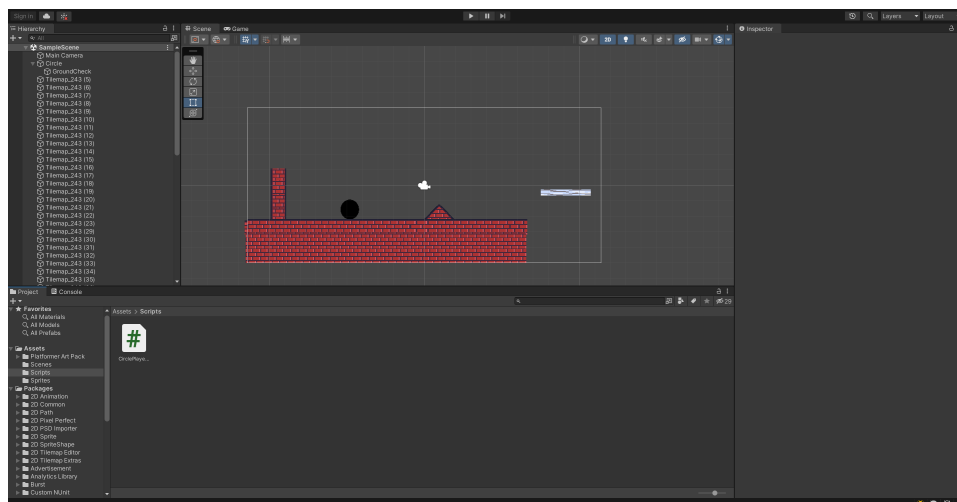 Sign in
Layers
Layout
Hierarchy
All
SampleScene
Main Camera
Circle
GroundCheck
Tilemap_243 (5)
Tilemap_243 (6)
Tilemap_243 (7)
Tilemap_243 (8)
Tilemap_243 (9)
Tilemap_243 (10)
Tilemap_243 (11)
Tilemap_243 (12)
Tilemap_243 (13)
Tilemap_243 (14)
Tilemap_243 (15)
Tilemap_243 (16)
Tilemap_243 (17)
Tilemap_243 (18)
Tilemap_243 (19)
Tilemap_243 (20)
Tilemap_243 (21)
Tilemap_243 (22)
Tilemap_243 (23)
Tilemap_243 (29)
Tilemap_243 (30)
Tilemap_243 (31)
Tilemap_243 (32)
Tilemap_243 (33)
Tilemap_243 (34)
Tilemap_243 (35)
Scene Game
2D
Inspector
Project Console
29
Favorites
All Materials
All Models
All Prefabs
Assets
Platformer Art Pack
Scenes
Scripts
Sprites
Packages
2D Animation
2D Common
2D Path
2D Pixel Perfect
2D PSD Importer
2D Sprite
2D SpriteShape
2D Tilemap Editor
2D Tilemap Extras
Advertisement
Analytics Library
Burst
Custom NUnit
Assets > Scripts
#
CirclePlaye...